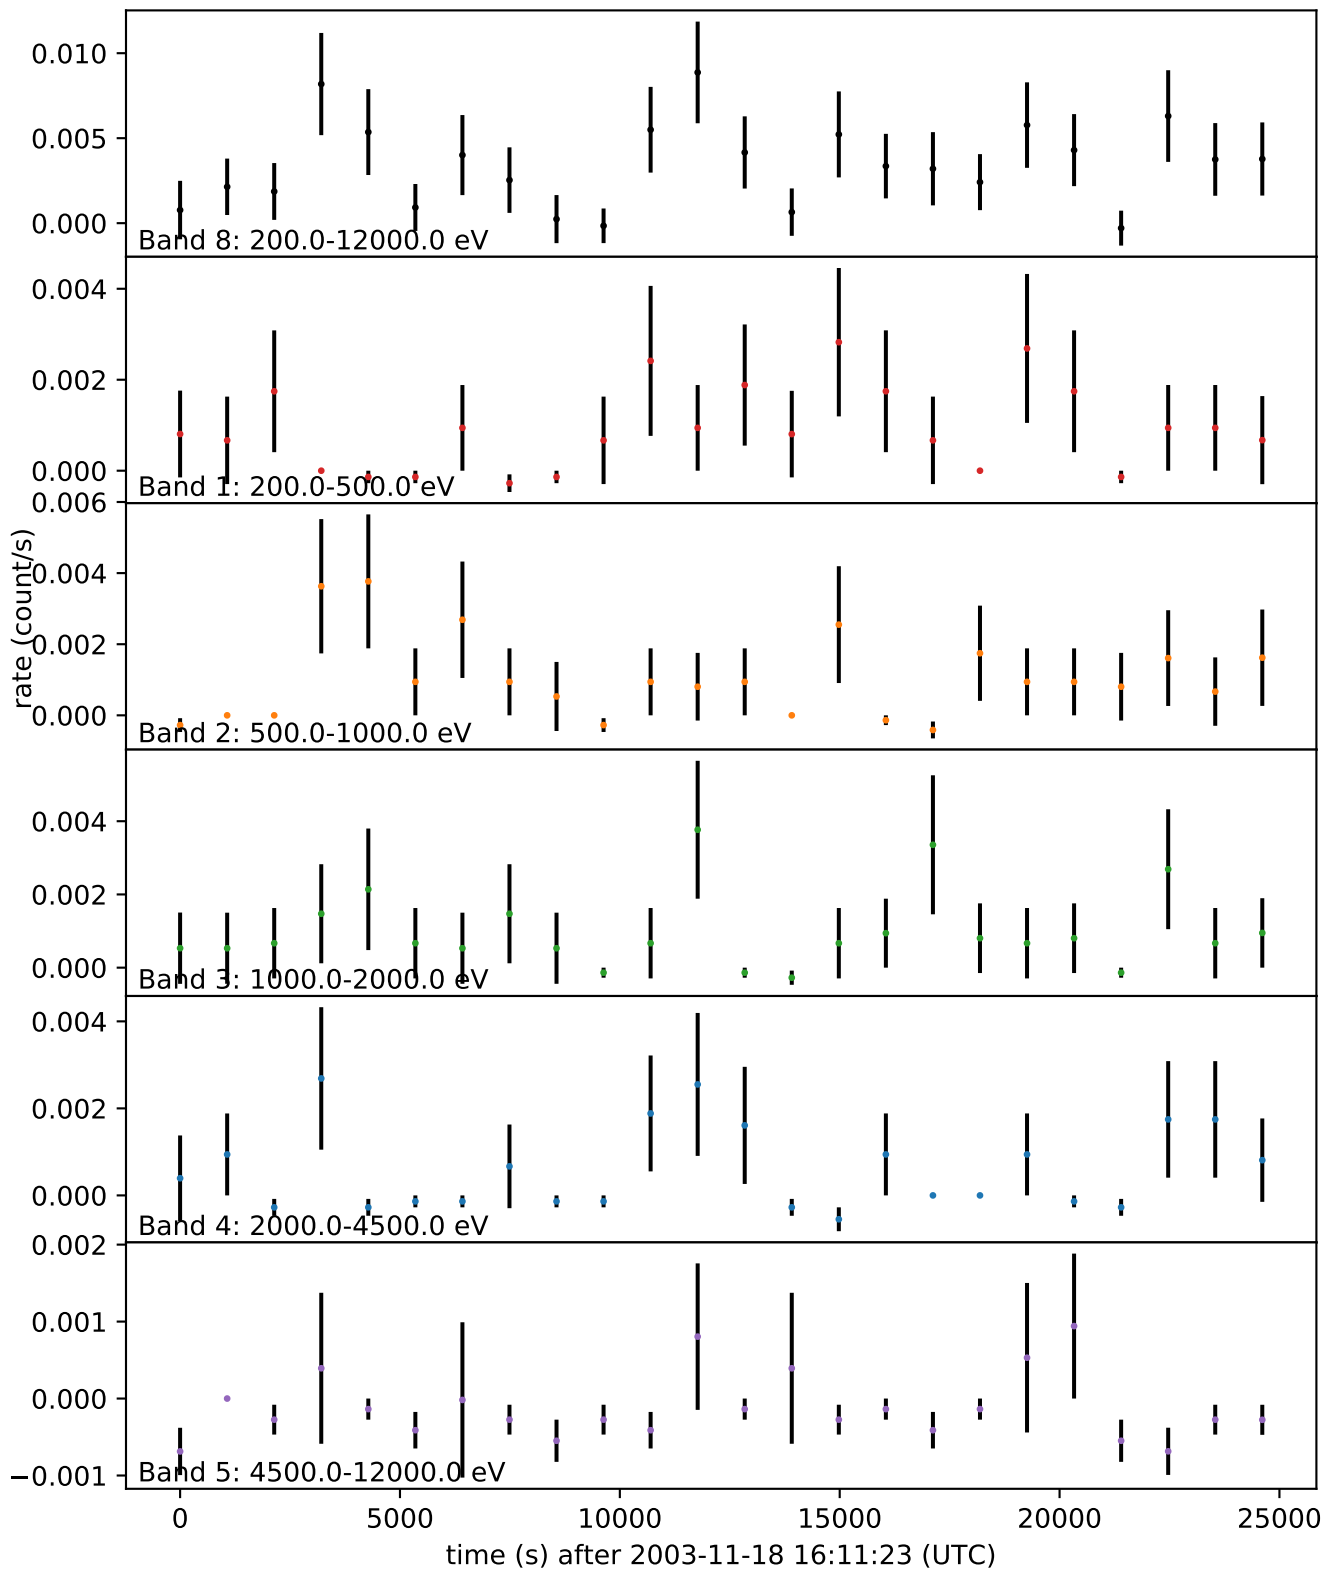 0.010
0.005
0.000
Band 8: 200.0-12000.0 eV
0.004
0.002
0.000
Band 1: 200.0-500.0 eV
0.006
0.004
0.002
0.000
Band 2: 500.0-1000.0 eV
rate (count/s)
0.004
0.002
0.000
Band 3: 1000.0-2000.0 eV
0.004
0.002
0.000
Band 4: 2000.0-4500.0 eV
0.002
0.001
0.000
−0.001
Band 5: 4500.0-12000.0 eV
0 5000 10000 15000 20000 25000
time (s) after 2003-11-18 16:11:23 (UTC)